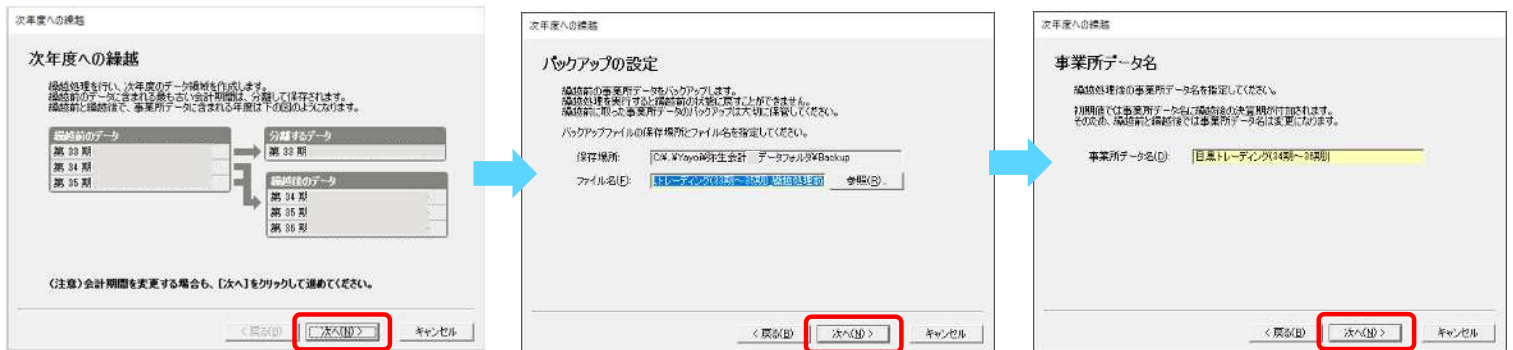 次年度への繰越
次年度への繰越
繰越処理を行い、次年度のデータ領域を作成します。
繰越前のデータに含まれる最も古い会計期間は、分離して保存されます。
繰越前と繰越後で、事業所データに含まれる年度は下の図のようになります。
繰越前のデータ
第 33 期
第 34 期
第 35 期
分離するデータ
第 33 期
繰越後のデータ
第 34 期
第 35 期
第 36 期
(注意)会計期間を変更する場合も、[次へ]をクリックして進めてください。
< 戻る(B)
次へ(N) >
キャンセル
次年度への繰越
バックアップの設定
繰越前の事業所データをバックアップします。
繰越処理を実行すると繰越前の状態に戻すことができません。
繰越前に取った事業所データのバックアップは大切に保管してください。
バックアップファイルの保存場所とファイル名を指定してください。
保存場所:
C:¥.¥Yayoi¥弥生会計 データフォルダ¥Backup
ファイル名(F):
トレーディング(33期～35期)_繰越処理前
参照(R)..
< 戻る(B)
次へ(N) >
キャンセル
次年度への繰越
事業所データ名
繰越処理後の事業所データ名を指定してください。
初期値では事業所データ名に繰越後の決算期が付加されます。
そのため、繰越前と繰越後では事業所データ名は変更になります。
事業所データ名(D):
目黒トレーディング(34期～36期)
< 戻る(B)
次へ(N) >
キャンセル